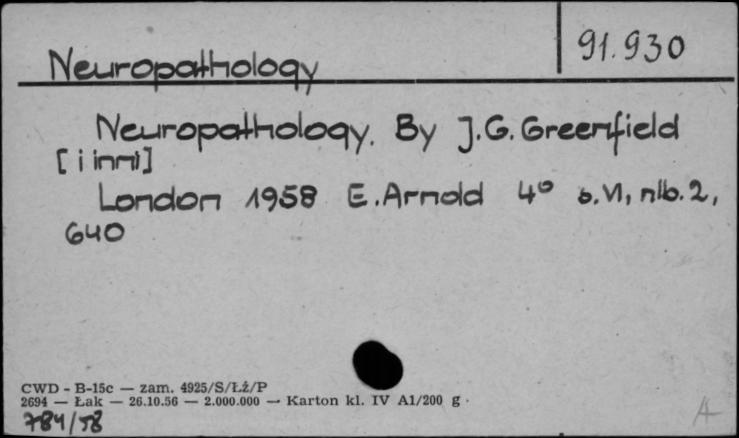 91.930
Neuropathology
Neuropathology. By J.G. Greenfield
[i inni]
London 1958 E. Arnold 4° s. VI, nlb. 2,
640
CWD - B-15c — zam. 4925/S/Łż/P
2694 — Łak — 26.10.56 — 2.000.000 — Karton kl. IV A1/200 g
784/58
A